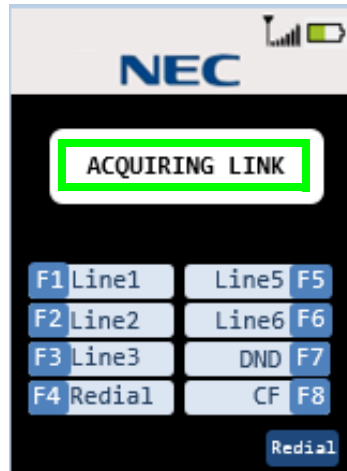 NEC
ACQUIRING LINK
F1 Line1 Line5 F5
F2 Line2 Line6 F6
F3 Line3 DND F7
F4 Redial CF F8
Redial